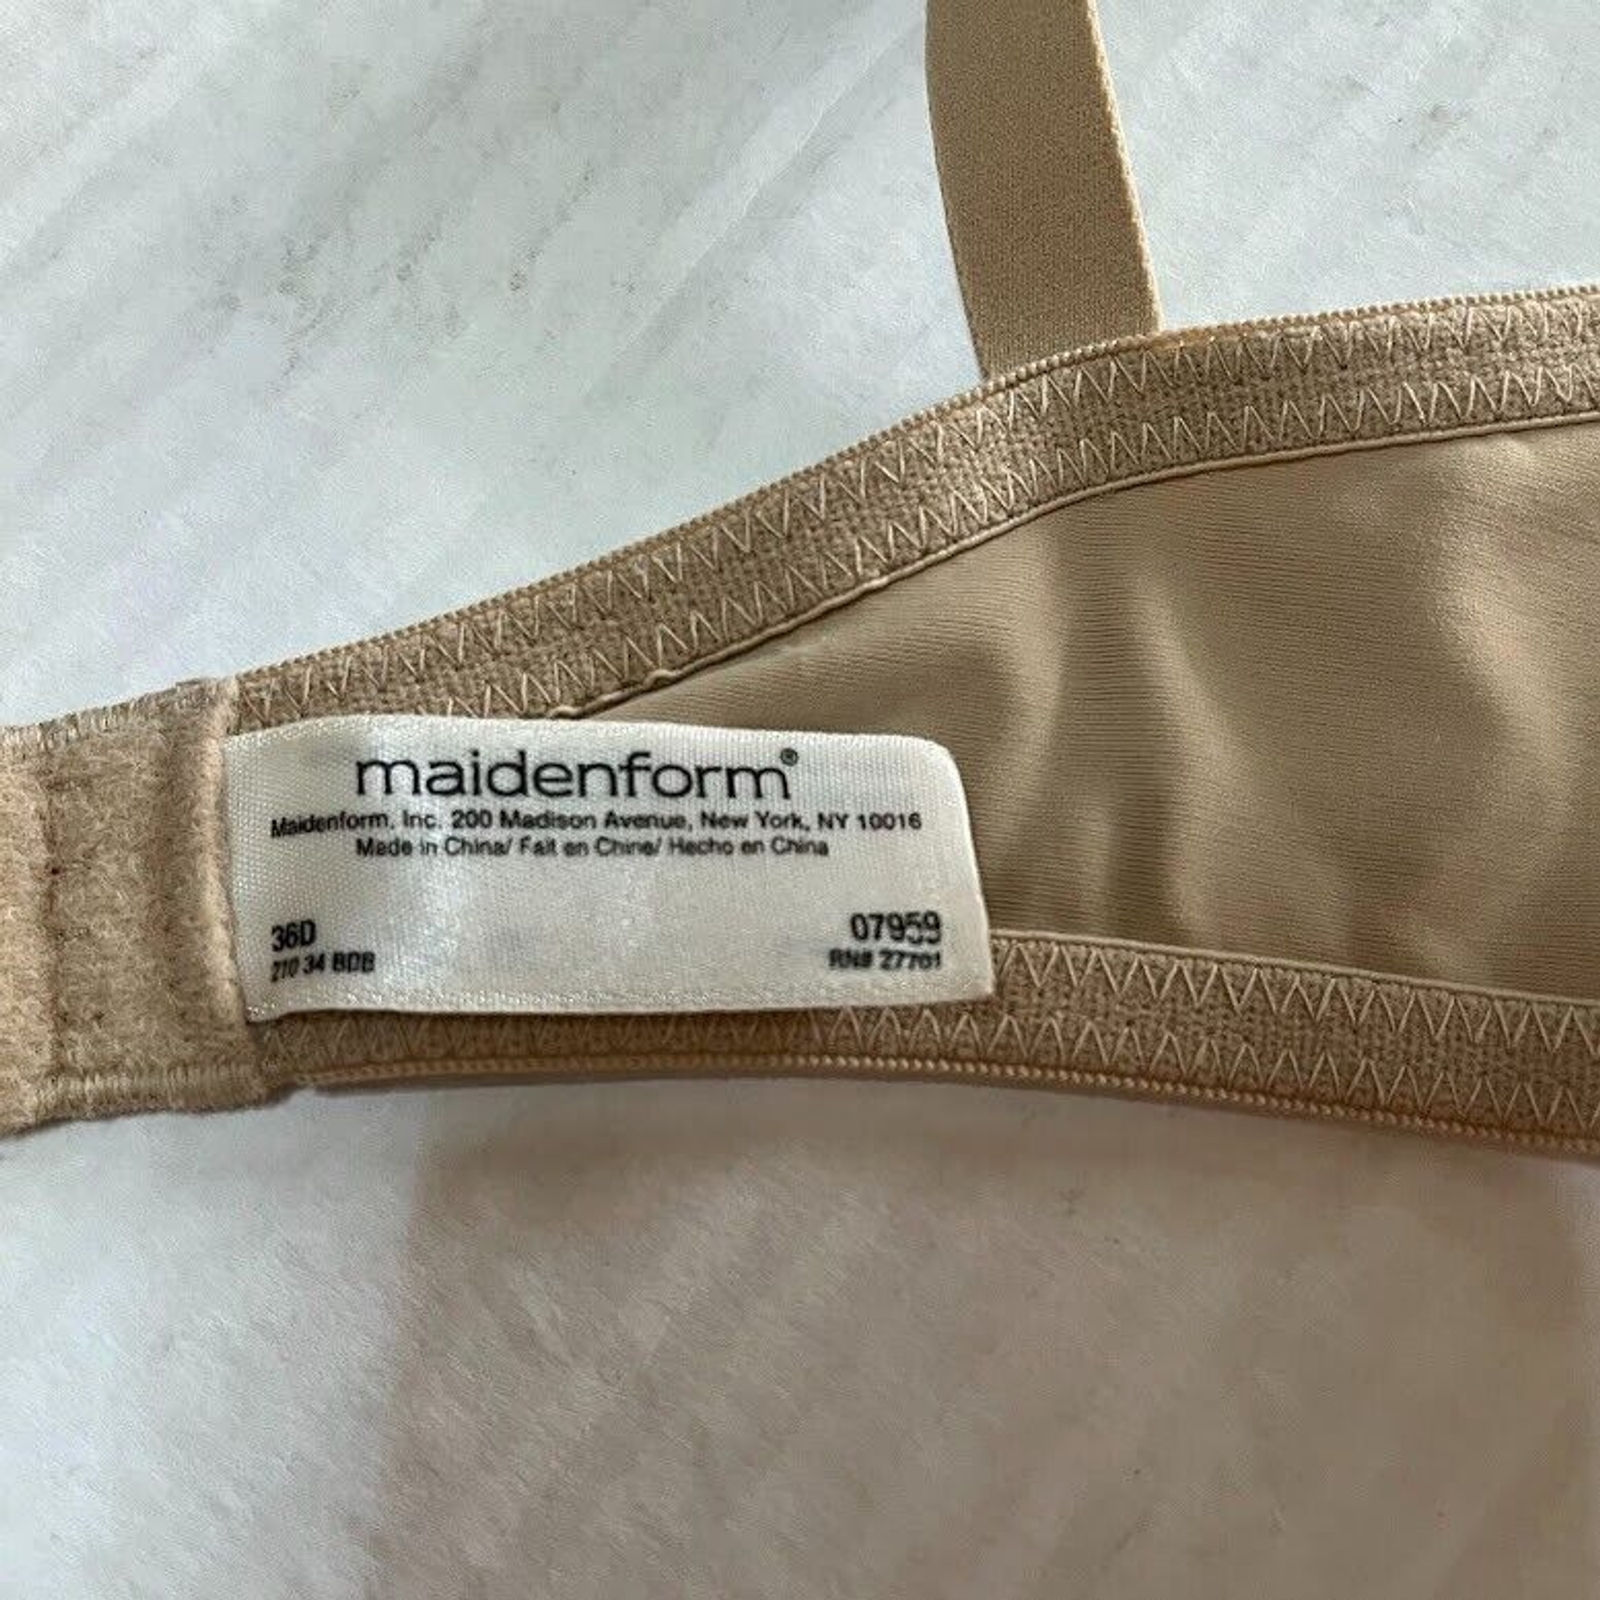 maidenform®
Maidenform, Inc. 200 Madison Avenue, New York, NY 10016
Made in China/ Fait en Chine/ Hecho en China
36D 07959
210 34 BDB RN# 27701